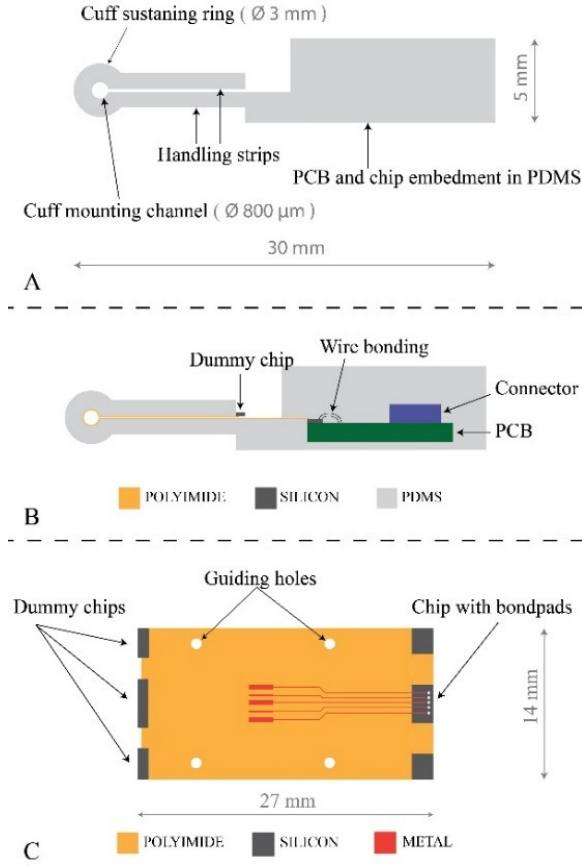 Cuff sustaning ring ( Ø 3 mm )
5 mm
Handling strips
PCB and chip embedment in PDMS
Cuff mounting channel ( Ø 800 µm )
30 mm
A
Dummy chip
Wire bonding
Connector
PCB
POLYIMIDE SILICON PDMS
B
Guiding holes
Dummy chips
Chip with bondpads
14 mm
27 mm
POLYIMIDE SILICON METAL
C